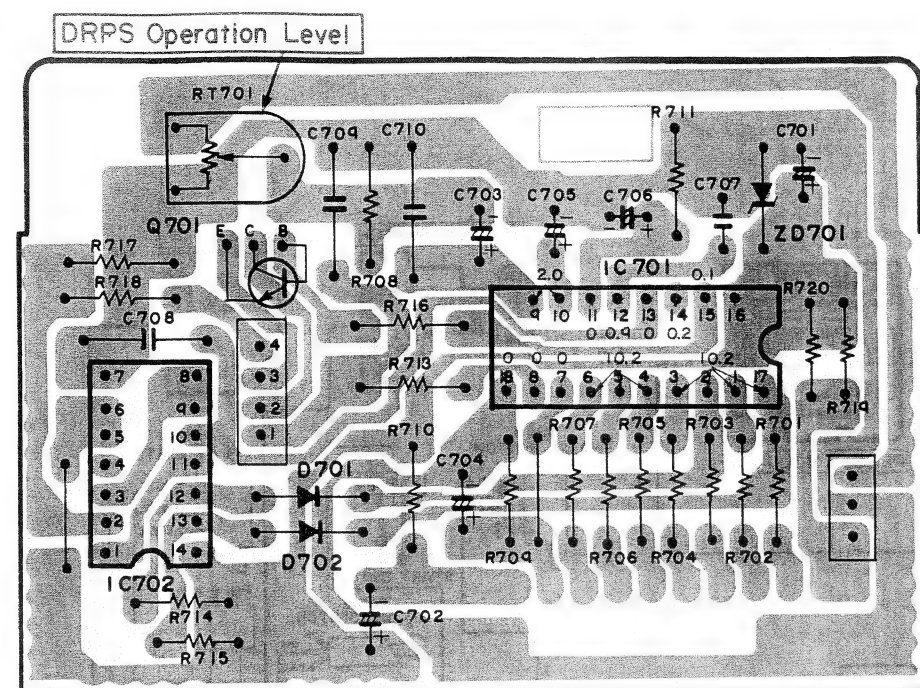 DRPS Operation Level
RT701
R711
C709 C710 C701
C703 C705 C706 C707
Q701 E C B ZD701
R717
R708 2.0 IC701 0.1
R718 R716 R720
C708 9 10 11 12 13 14 15 16
4 0 0.9 0 0.2
R713 0 0 0 10.2 10.2
7 8 3 18 8 7 6 5 4 3 2 1 17
6 9 2 R719
5 10 1 R710 R707 R705 R703 R701
4 11 D701 C704
3 12
2 13
1 14 D702 R709 R706 R704 R702
IC702
R714 C702
R715